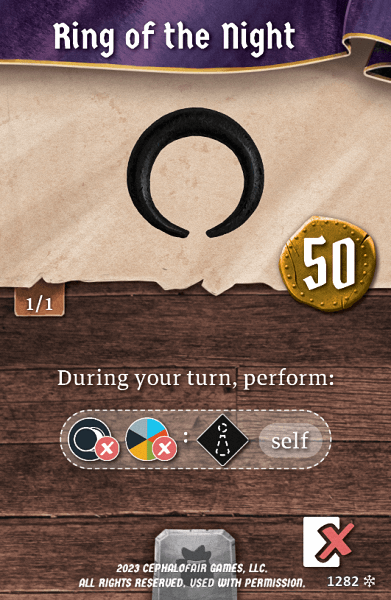 Ring of the Night
50
1/1
During your turn, perform:
: self
2023 CEPHALOFAIR GAMES, LLC.
ALL RIGHTS RESERVED. USED WITH PERMISSION.
1282